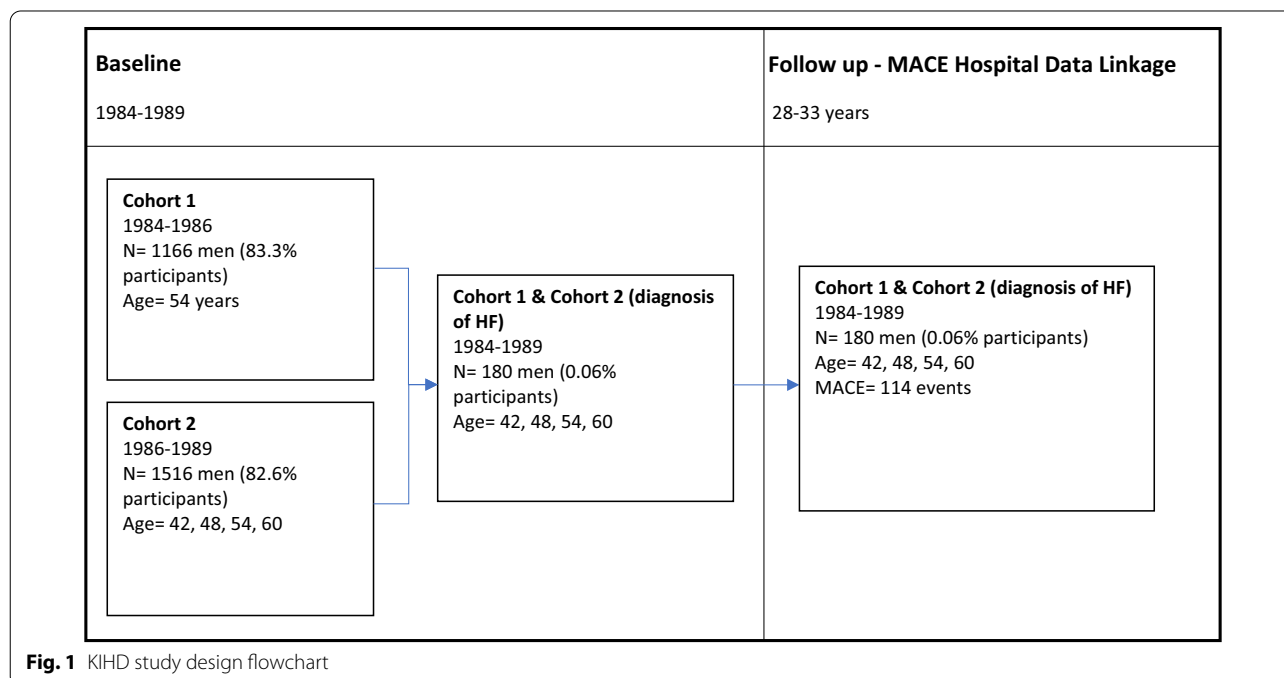 Baseline
1984-1989
Follow up - MACE Hospital Data Linkage
28-33 years
Cohort 1
1984-1986
N= 1166 men (83.3%
participants)
Age= 54 years
Cohort 2
1986-1989
N= 1516 men (82.6%
participants)
Age= 42, 48, 54, 60
Cohort 1 & Cohort 2 (diagnosis
of HF)
1984-1989
N= 180 men (0.06%
participants)
Age= 42, 48, 54, 60
Cohort 1 & Cohort 2 (diagnosis of HF)
1984-1989
N= 180 men (0.06% participants)
Age= 42, 48, 54, 60
MACE= 114 events
Fig. 1 KIHD study design flowchart